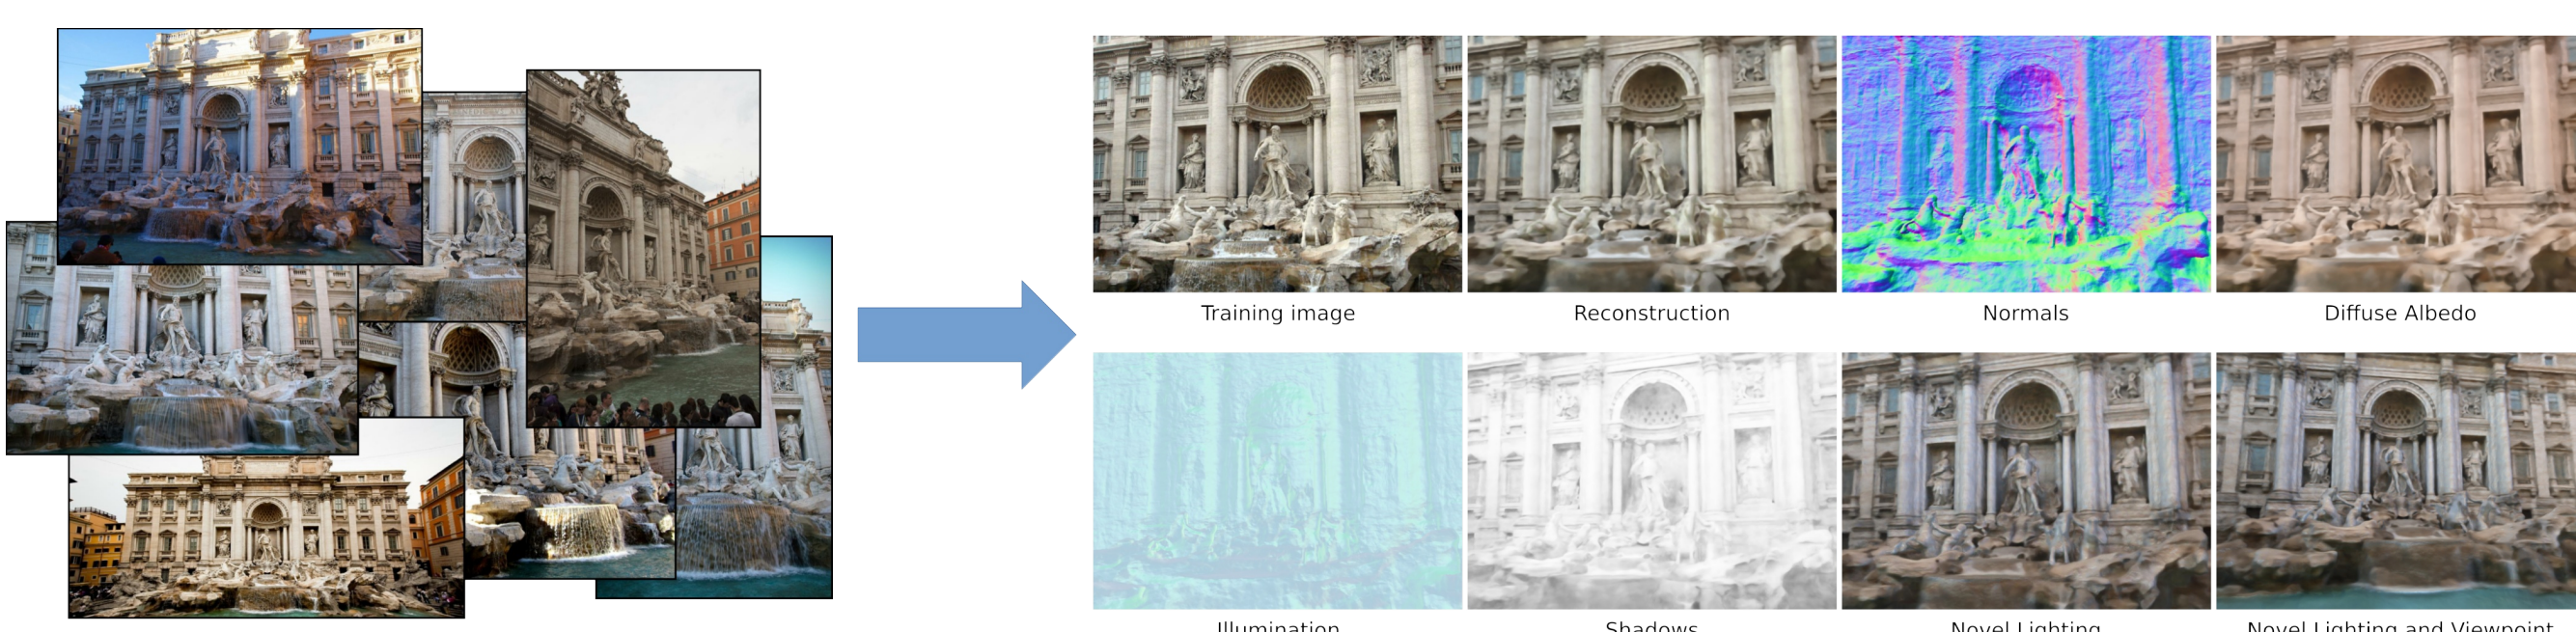 Training image
Reconstruction
Normals
Diffuse Albedo
Illumination
Shadows
Novel Lighting
Novel Lighting and Viewpoint